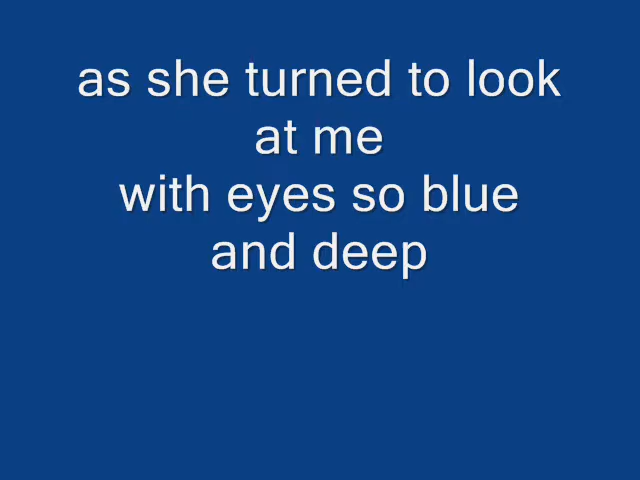 as she turned to look
at me
with eyes so blue
and deep